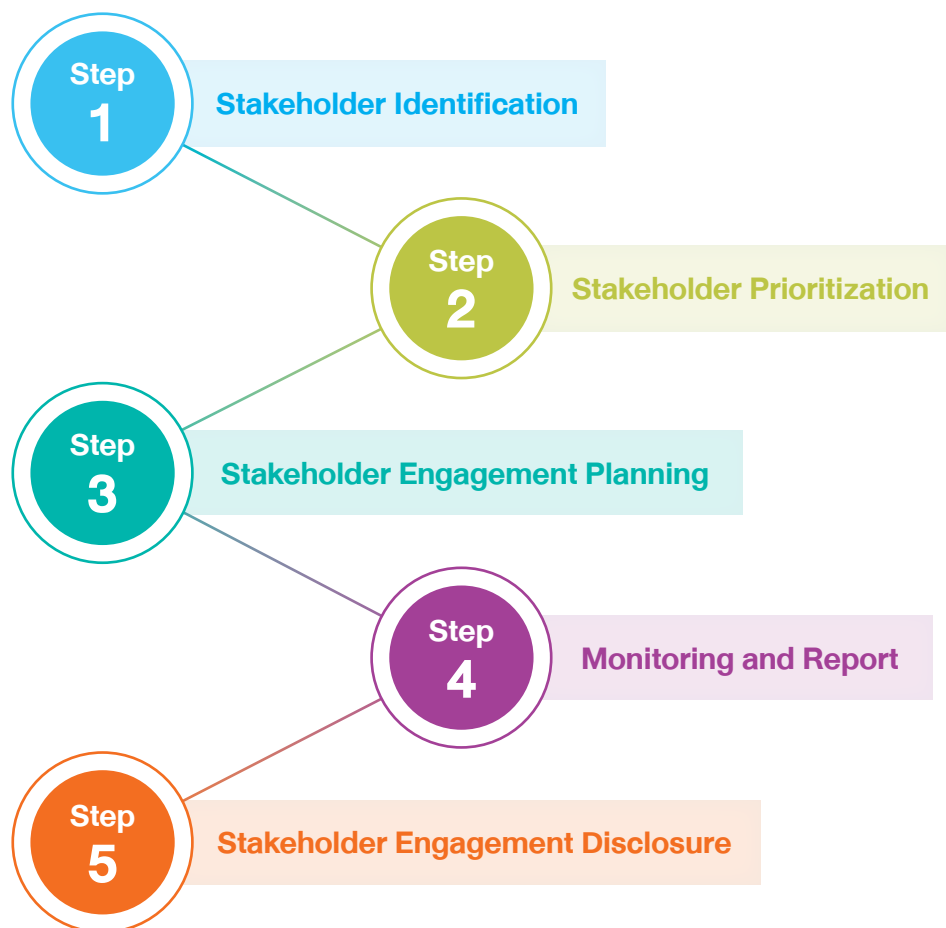 Step
1
Stakeholder Identification
Step
2
Stakeholder Prioritization
Step
3
Stakeholder Engagement Planning
Step
4
Monitoring and Report
Step
5
Stakeholder Engagement Disclosure